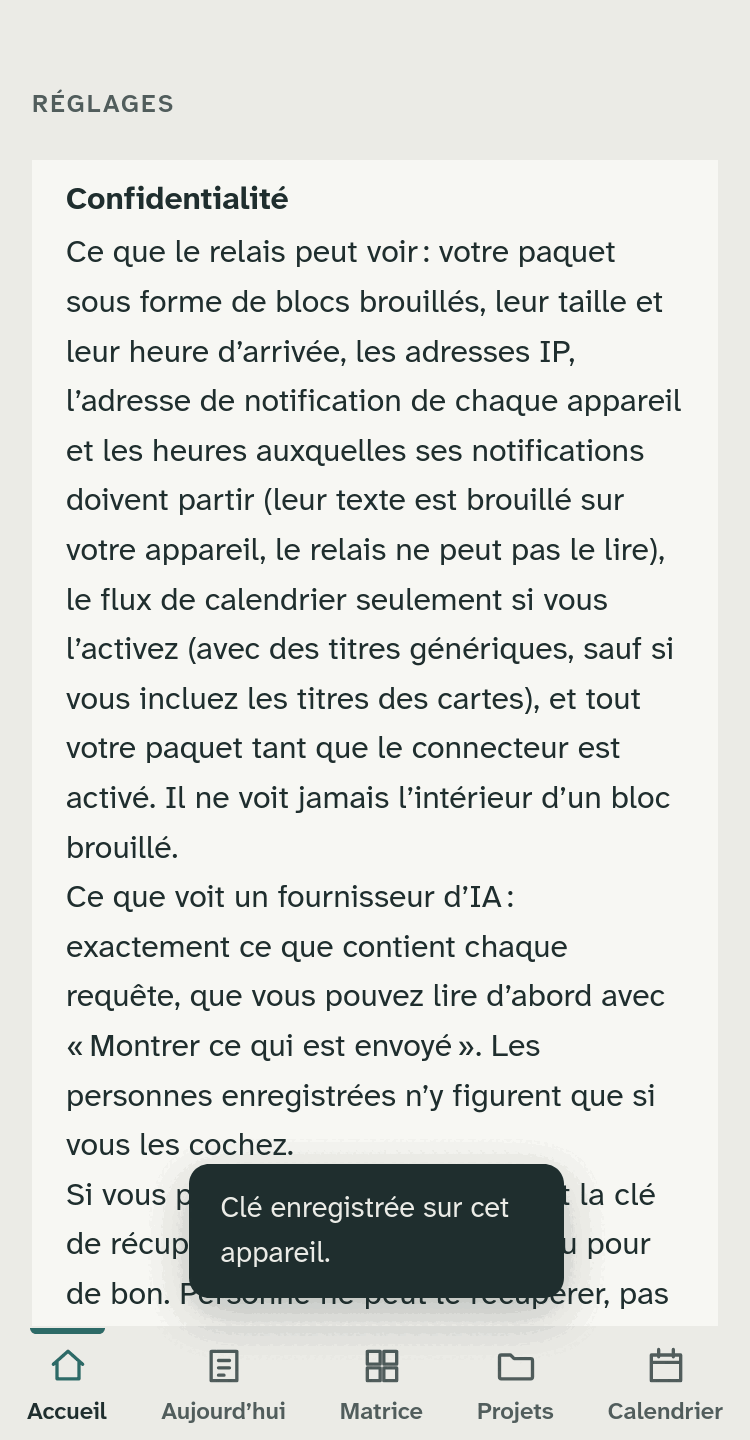 RÉGLAGES
Confidentialité
Ce que le relais peut voir : votre paquet
sous forme de blocs brouillés, leur taille et
leur heure d’arrivée, les adresses IP,
l’adresse de notification de chaque appareil
et les heures auxquelles ses notifications
doivent partir (leur texte est brouillé sur
votre appareil, le relais ne peut pas le lire),
le flux de calendrier seulement si vous
l’activez (avec des titres génériques, sauf si
vous incluez les titres des cartes), et tout
votre paquet tant que le connecteur est
activé. Il ne voit jamais l’intérieur d’un bloc
brouillé.
Ce que voit un fournisseur d’IA :
exactement ce que contient chaque
requête, que vous pouvez lire d’abord avec
« Montrer ce qui est envoyé ». Les
personnes enregistrées n’y figurent que si
vous les cochez.
Si vous la clé
de pour
de bon. Personne ne peut le récupérer, pas
Clé enregistrée sur cet
appareil.
Accueil
Aujourd’hui
Matrice
Projets
Calendrier